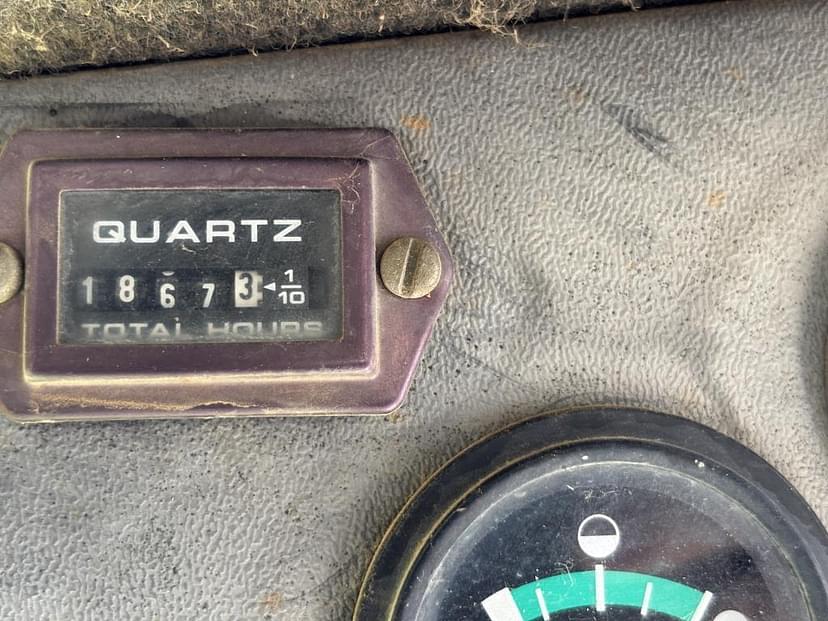 QUARTZ
1 8 6 7 3 ◄ 1/10
TOTAL HOURS